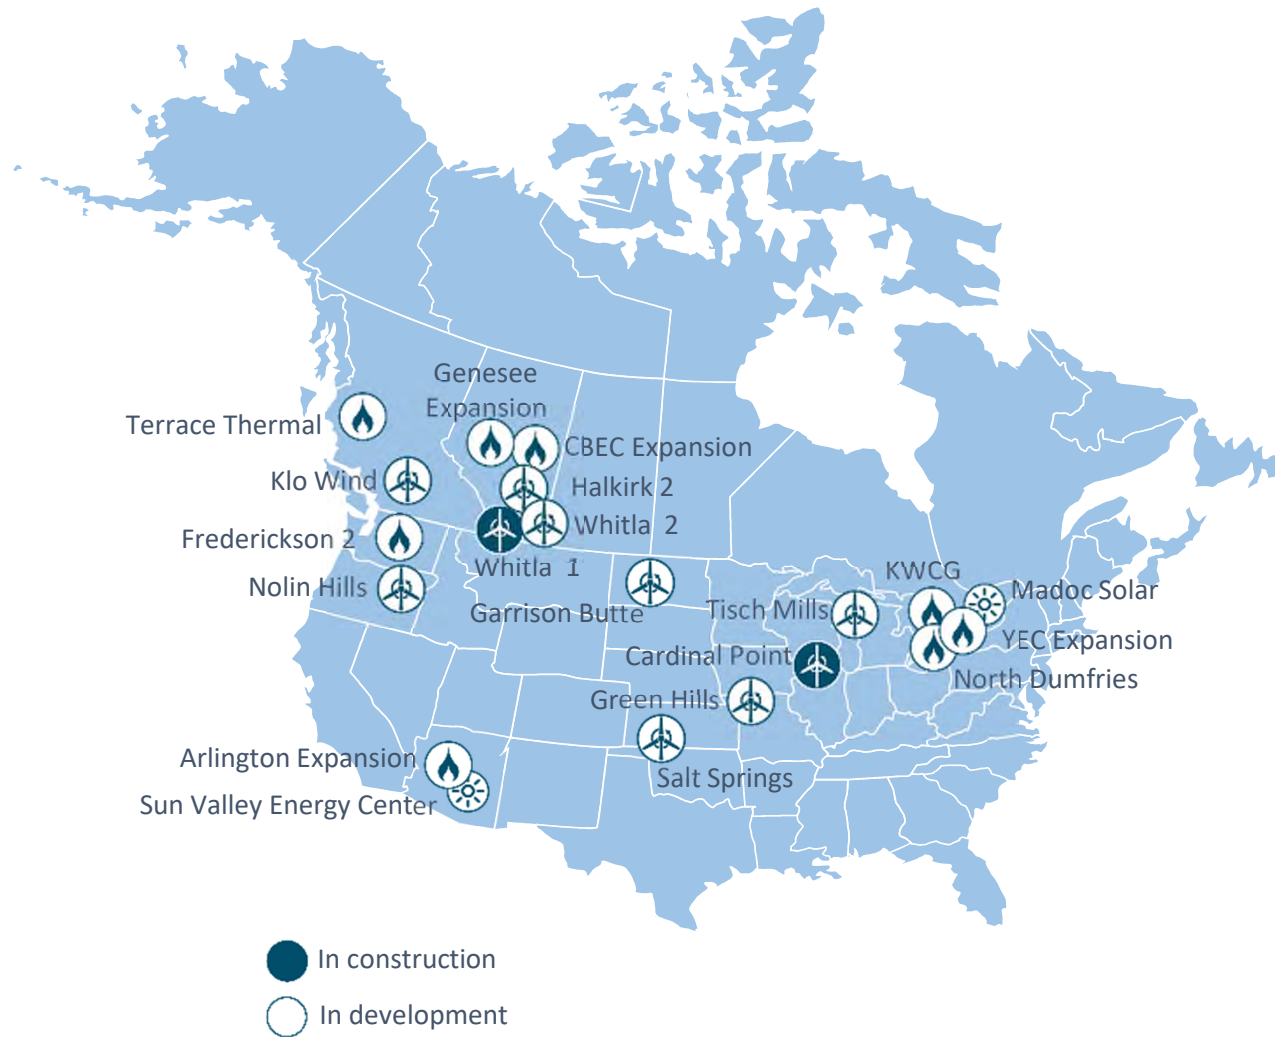 Genesee
Expansion
Terrace Thermal
CBEC Expansion
Klo Wind
Halkirk 2
Whitla 2
Frederickson 2
Whitla 1
KWCG
Nolin Hills
Madoc Solar
Garrison Butte
Tisch Mills
YEC Expansion
Cardinal Point
North Dumfries
Green Hills
Arlington Expansion
Salt Springs
Sun Valley Energy Center
In construction
In development